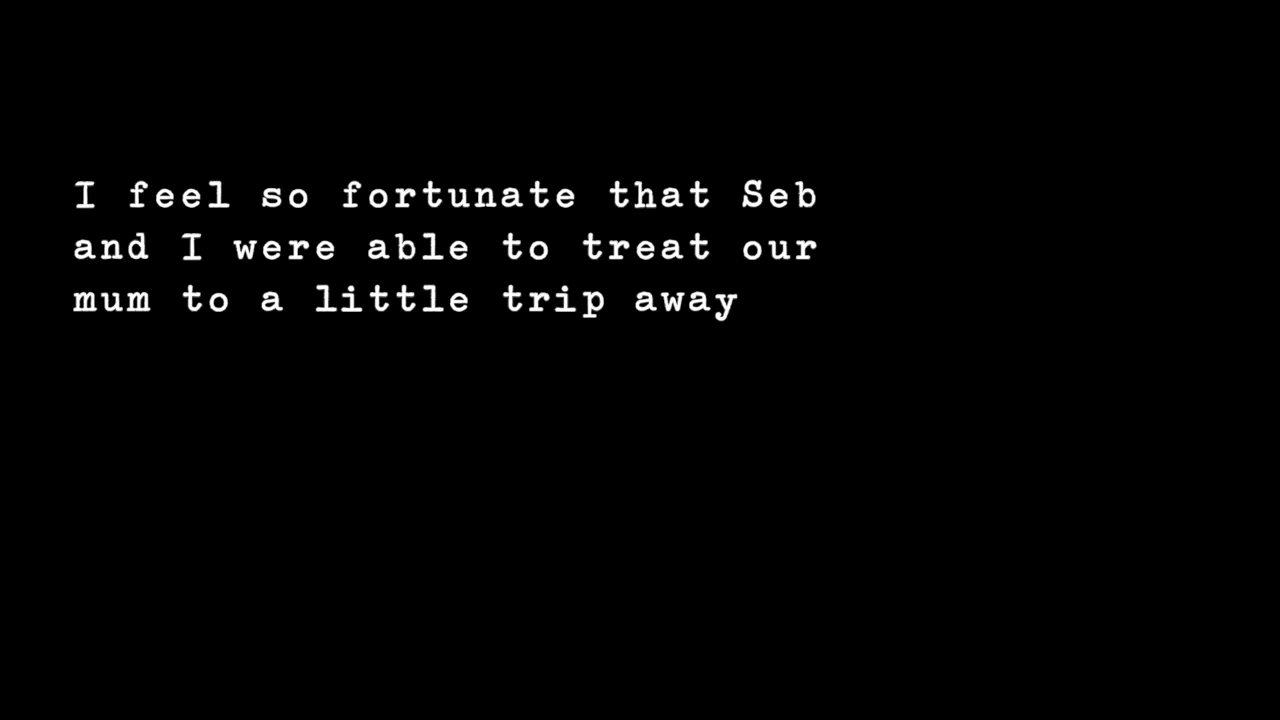 I feel so fortunate that Seb
and I were able to treat our
mum to a little trip away